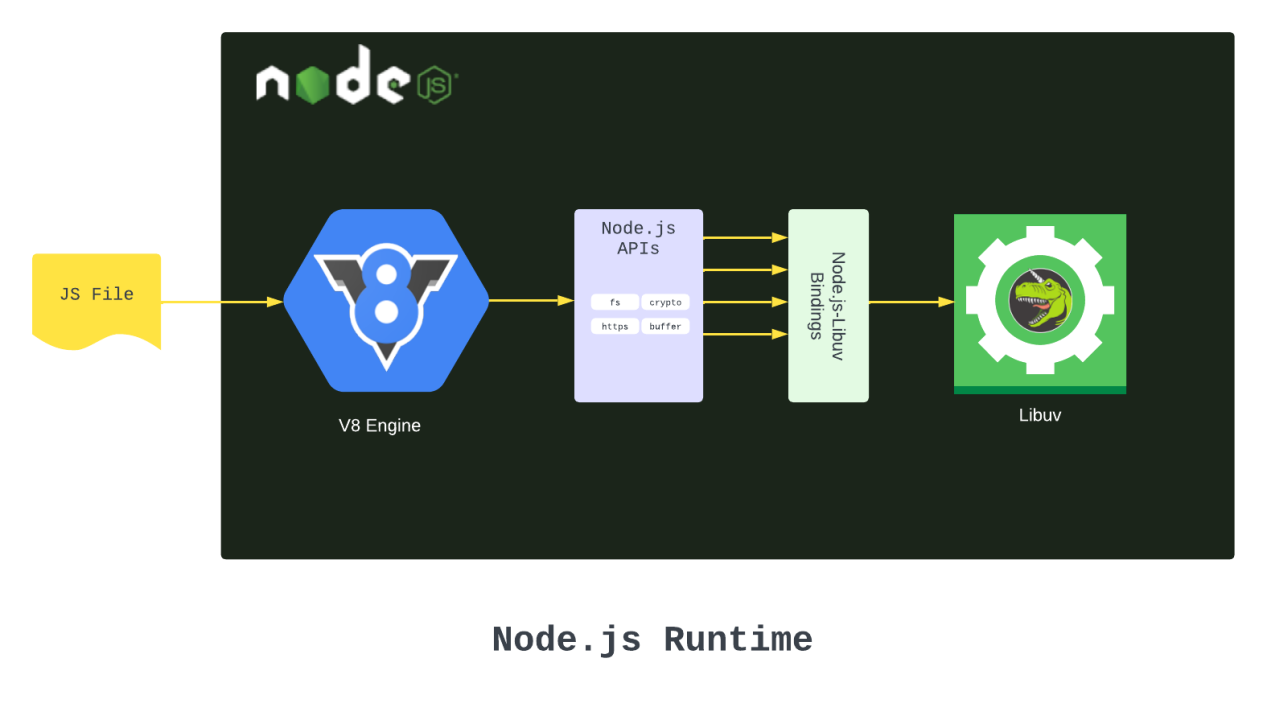 node JS
JS File
V8 Engine
Node.js
APIs
fs crypto
https buffer
Node.js-Libuv
Bindings
Libuv
Node.js Runtime